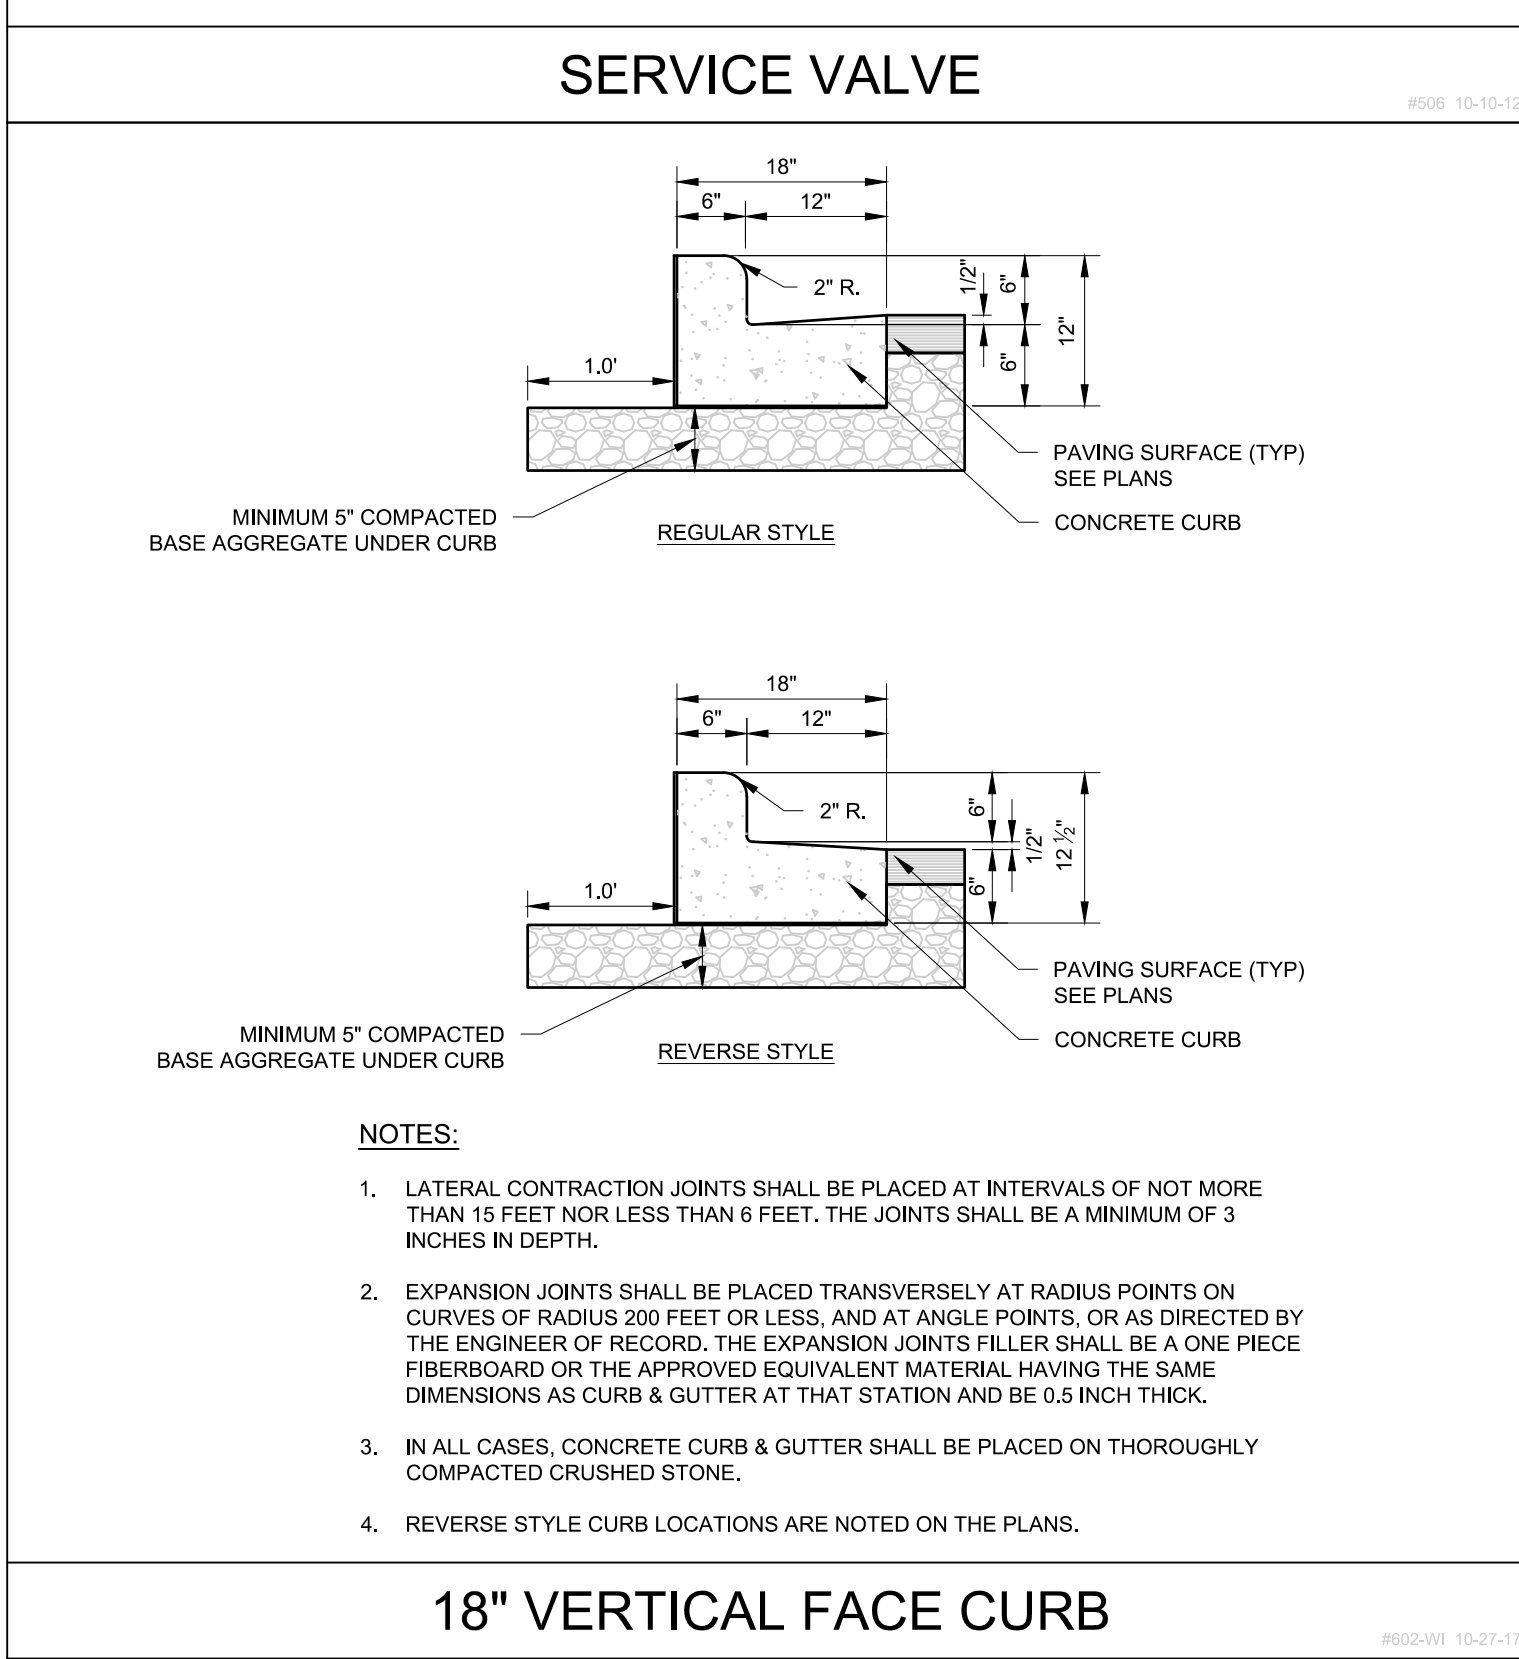 SERVICE VALVE
#506 10-10-12
18"
6" 12"
2" R.
1/2"
6"
12"
6"
1.0'
PAVING SURFACE (TYP)
SEE PLANS
CONCRETE CURB
MINIMUM 5" COMPACTED
BASE AGGREGATE UNDER CURB
REGULAR STYLE
18"
6" 12"
2" R.
6"
1/2"
12 ½"
6"
1.0'
PAVING SURFACE (TYP)
SEE PLANS
CONCRETE CURB
MINIMUM 5" COMPACTED
BASE AGGREGATE UNDER CURB
REVERSE STYLE
NOTES:
1. LATERAL CONTRACTION JOINTS SHALL BE PLACED AT INTERVALS OF NOT MORE
THAN 15 FEET NOR LESS THAN 6 FEET. THE JOINTS SHALL BE A MINIMUM OF 3
INCHES IN DEPTH.
2. EXPANSION JOINTS SHALL BE PLACED TRANSVERSELY AT RADIUS POINTS ON
CURVES OF RADIUS 200 FEET OR LESS, AND AT ANGLE POINTS, OR AS DIRECTED BY
THE ENGINEER OF RECORD. THE EXPANSION JOINTS FILLER SHALL BE A ONE PIECE
FIBERBOARD OR THE APPROVED EQUIVALENT MATERIAL HAVING THE SAME
DIMENSIONS AS CURB & GUTTER AT THAT STATION AND BE 0.5 INCH THICK.
3. IN ALL CASES, CONCRETE CURB & GUTTER SHALL BE PLACED ON THOROUGHLY
COMPACTED CRUSHED STONE.
4. REVERSE STYLE CURB LOCATIONS ARE NOTED ON THE PLANS.
18" VERTICAL FACE CURB
#602-WI 10-27-17